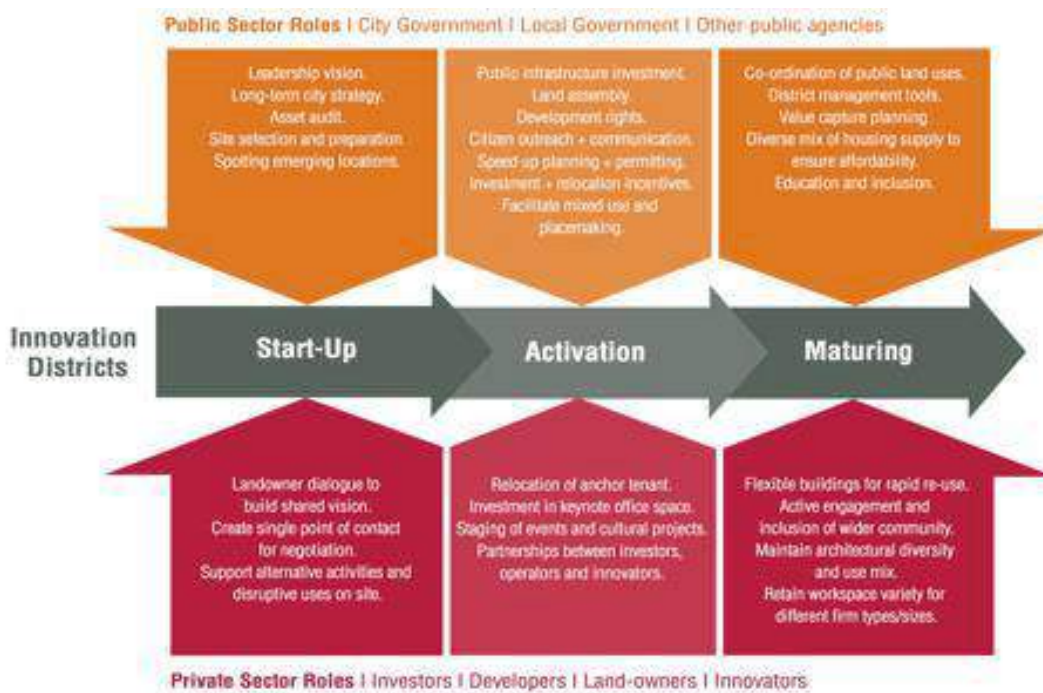 Public Sector Roles I City Government I Local Government I Other public agencies
Leadership vision.
Long-term city strategy.
Asset audit.
Site selection and preparation
Spotting emerging locations.
Public infrastructure investment.
Land assembly.
Development rights.
Citizen outreach + communication.
Speed-up planning + permitting.
Investment + relocation incentives.
Facilitate mixed use and
placemaking.
Co-ordination of public land uses.
District management tools.
Value capture planning.
Diverse mix of housing supply to
ensure affordability.
Education and inclusion.
Innovation
Districts
Start-Up
Activation
Maturing
Landowner dialogue to
build shared vision.
Create single point of contact
for negotiation.
Support alternative activities and
disruptive uses on site.
Relocation of anchor tenant.
Investment in keynote office space.
Staging of events and cultural projects.
Partnerships between investors,
operators and innovators.
Flexible buildings for rapid re-use.
Active engagement and
inclusion of wider community.
Maintain architectural diversity
and use mix.
Retain workspace variety for
different firm types/sizes.
Private Sector Roles I Investors I Developers I Land-owners I Innovators